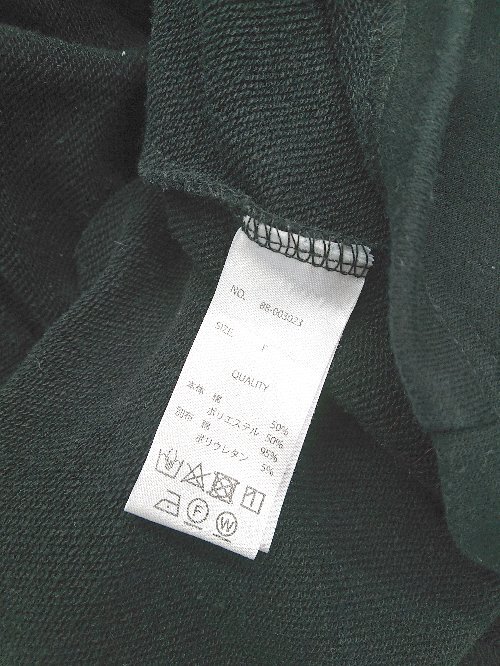 NO. 88-003023
SIZE F
QUALITY
本体 綿 50%
ポリエステル 50%
別布 綿 95%
ポリウレタン 5%
F W